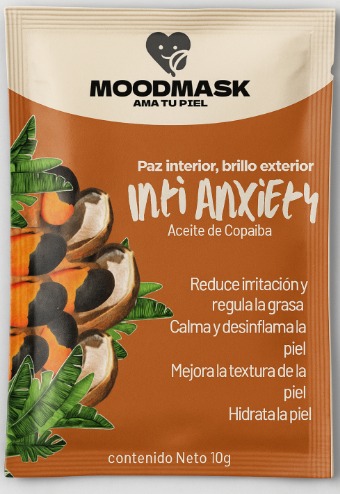 MOODMASK
AMA TU PIEL
Paz interior, brillo exterior
Inti AnxiEty
Aceite de Copaiba
Reduce irritación y
regula la grasa
Calma y desinflama la
piel
Mejora la textura de la
piel
Hidrata la piel
contenido Neto 10g